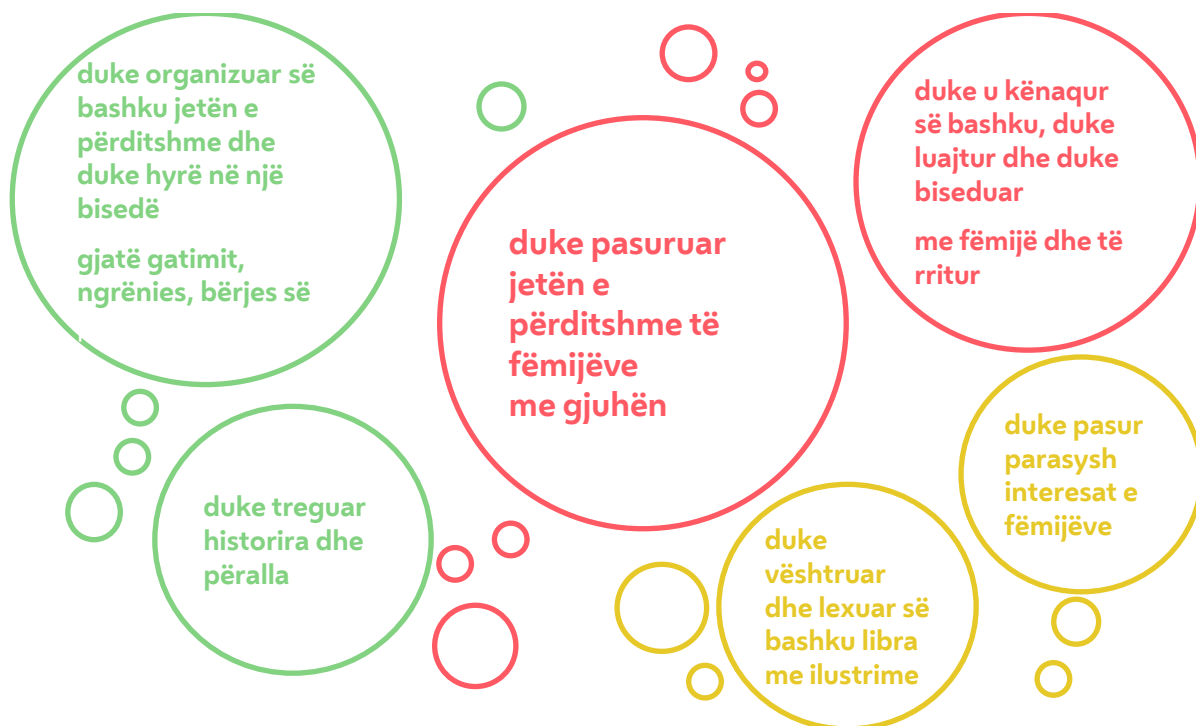 duke organizuar së
bashku jetën e
përditshme dhe
duke hyrë në një
bisedë
gjatë gatimit,
ngrënies, bërjes së
duke pasuruar
jetën e
përditshme të
fëmijëve
me gjuhën
duke u kënaqur
së bashku, duke
luajtur dhe duke
biseduar
me fëmijë dhe të
rritur
duke treguar
historira dhe
përalla
duke
vështruar
dhe lexuar së
bashku libra
me ilustrime
duke pasur
parasysh
interesat e
fëmijëve